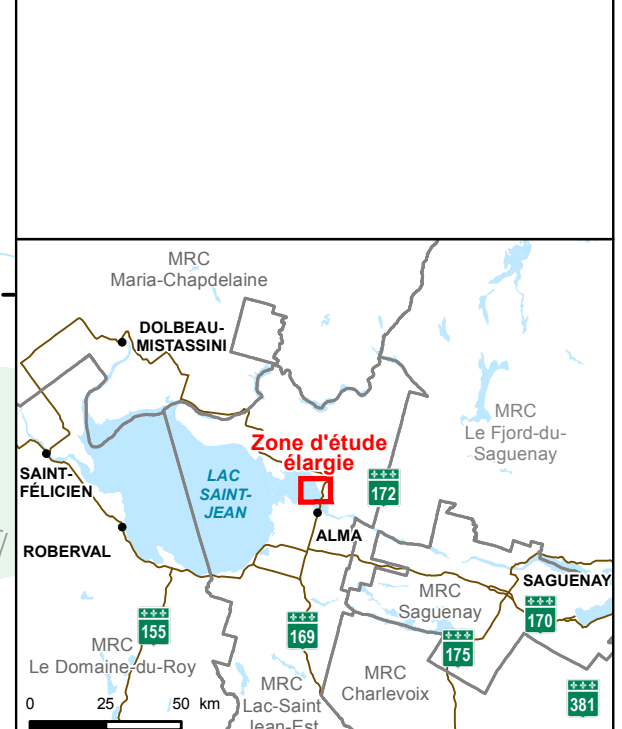 MRC
Maria-Chapdelaine
DOLBEAU-
MISTASSINI
MRC
Le Fjord-du-
Saguenay
Zone d'étude
élargie
SAINT-
FÉLICIEN
LAC
SAINT-
JEAN
172
ALMA
ROBERVAL
SAGUENAY
MRC
Saguenay
155
169
170
175
MRC
Le Domaine-du-Roy
MRC
Lac-Saint
Jean-Est
MRC
Charlevoix
381
0 25 50 km